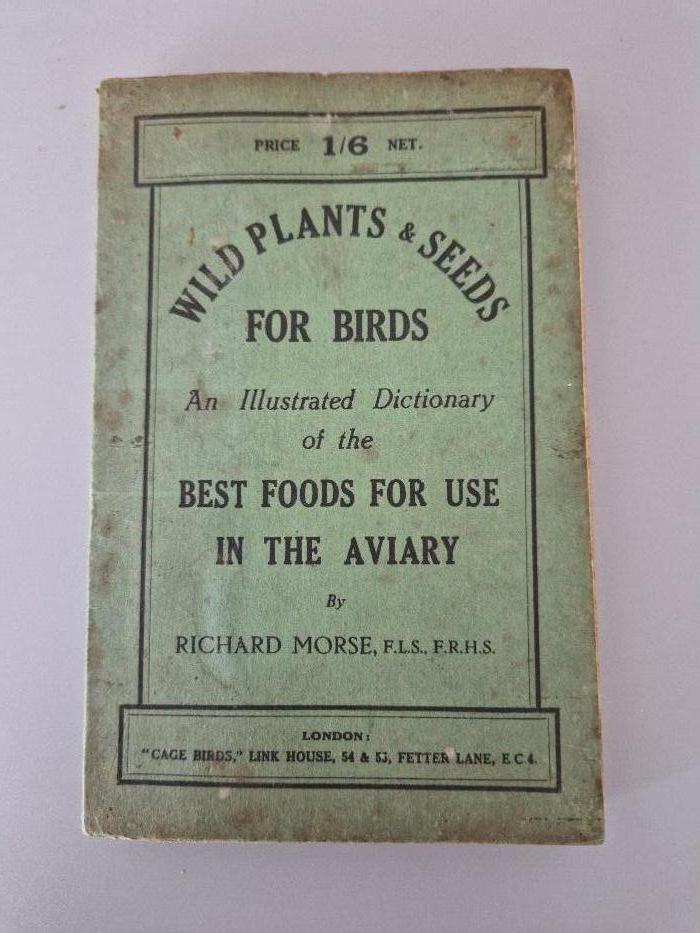 PRICE 1/6 NET.
WILD PLANTS & SEEDS
FOR BIRDS
An Illustrated Dictionary
of the
BEST FOODS FOR USE
IN THE AVIARY
By
RICHARD MORSE, F.L.S., F.R.H.S.
LONDON:
"CAGE BIRDS," LINK HOUSE, 54 & 55, FETTER LANE, E.C 4.